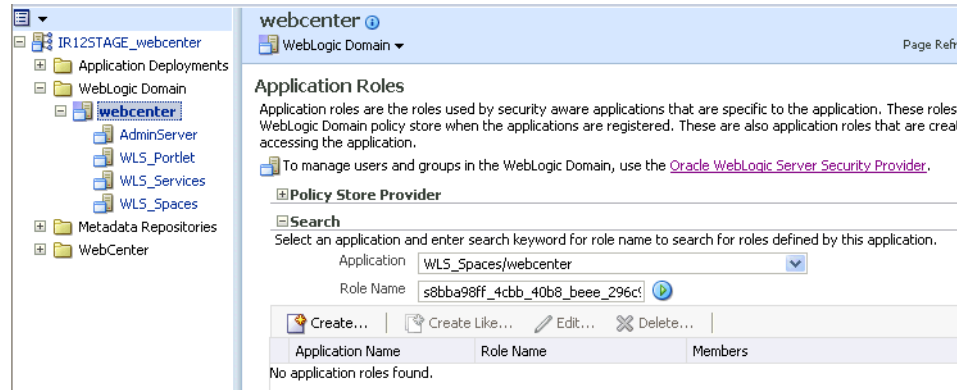 IR12STAGE_webcenter
Application Deployments
WebLogic Domain
webcenter
AdminServer
WLS_Portlet
WLS_Services
WLS_Spaces
Metadata Repositories
WebCenter
webcenter
WebLogic Domain
Page Refr
Application Roles
Application roles are the roles used by security aware applications that are specific to the application. These roles
WebLogic Domain policy store when the applications are registered. These are also application roles that are creat
accessing the application.
To manage users and groups in the WebLogic Domain, use the Oracle WebLogic Server Security Provider.
Policy Store Provider
Search
Select an application and enter search keyword for role name to search for roles defined by this application.
Application WLS_Spaces/webcenter
Role Name s8bba98ff_4cbb_40b8_beee_296c9
Create... Create Like... Edit... Delete...
Application Name Role Name Members
No application roles found.